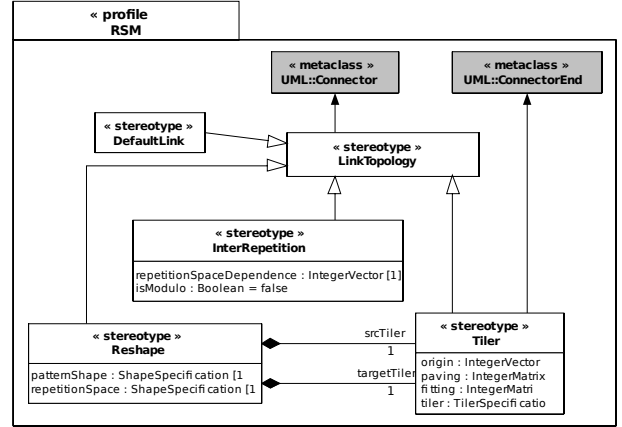 « profile
RSM
« metaclass »
UML::Connector
« metaclass »
UML::ConnectorEnd
« stereotype »
DefaultLink
« stereotype »
LinkTopology
« stereotype »
InterRepetition
repetitionSpaceDependence : IntegerVector [1]
isModulo : Boolean = false
« stereotype »
Reshape
patternShape : ShapeSpecification [1
repetitionSpace : ShapeSpecification [1
srcTiler
1
targetTiler
1
« stereotype »
Tiler
origin : IntegerVector
paving : IntegerMatrix
fitting : IntegerMatri
tiler : TilerSpecificatio